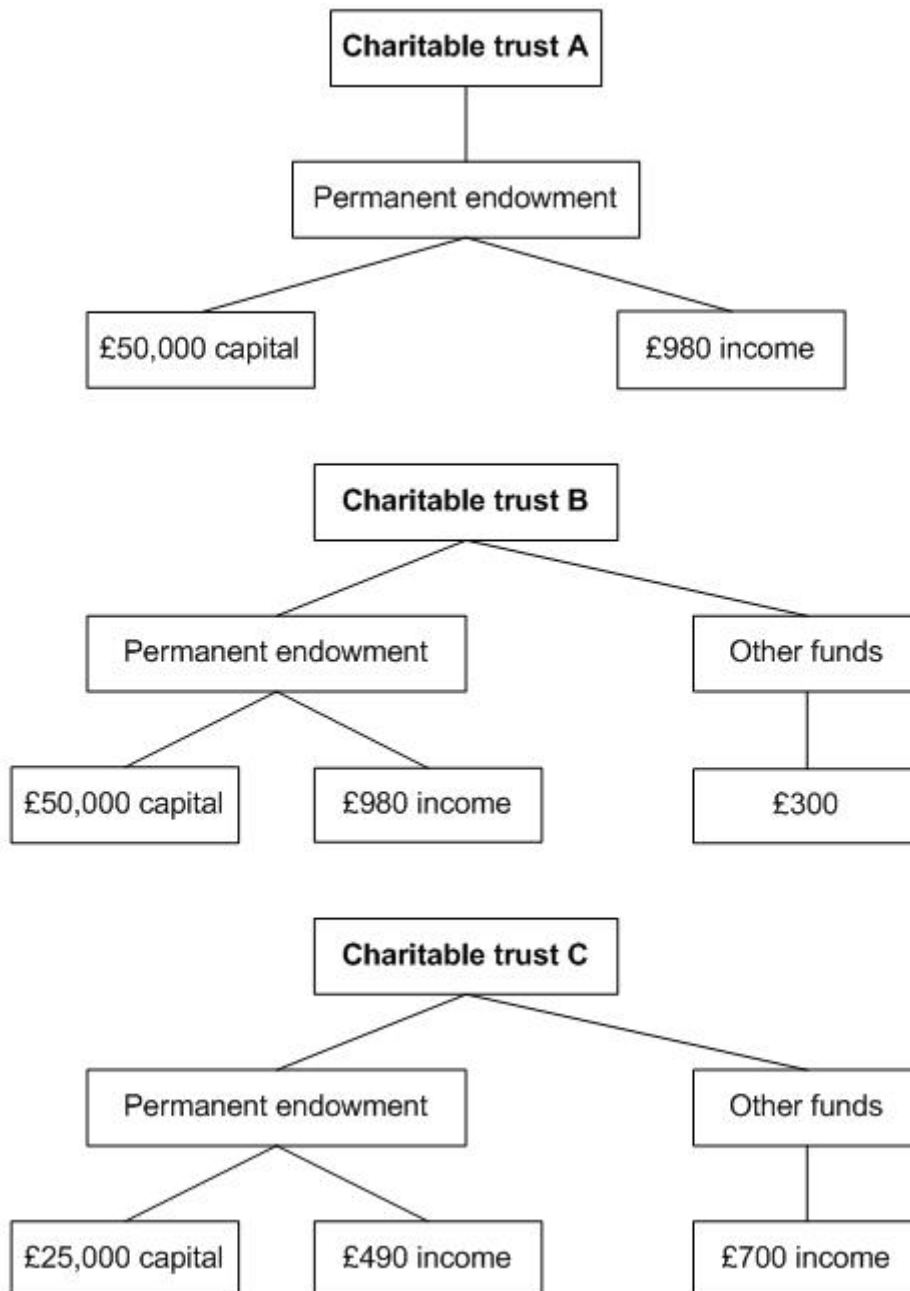 Charitable trust A
Permanent endowment
£50,000 capital
£980 income
Charitable trust B
Permanent endowment
Other funds
£50,000 capital
£980 income
£300
Charitable trust C
Permanent endowment
Other funds
£25,000 capital
£490 income
£700 income